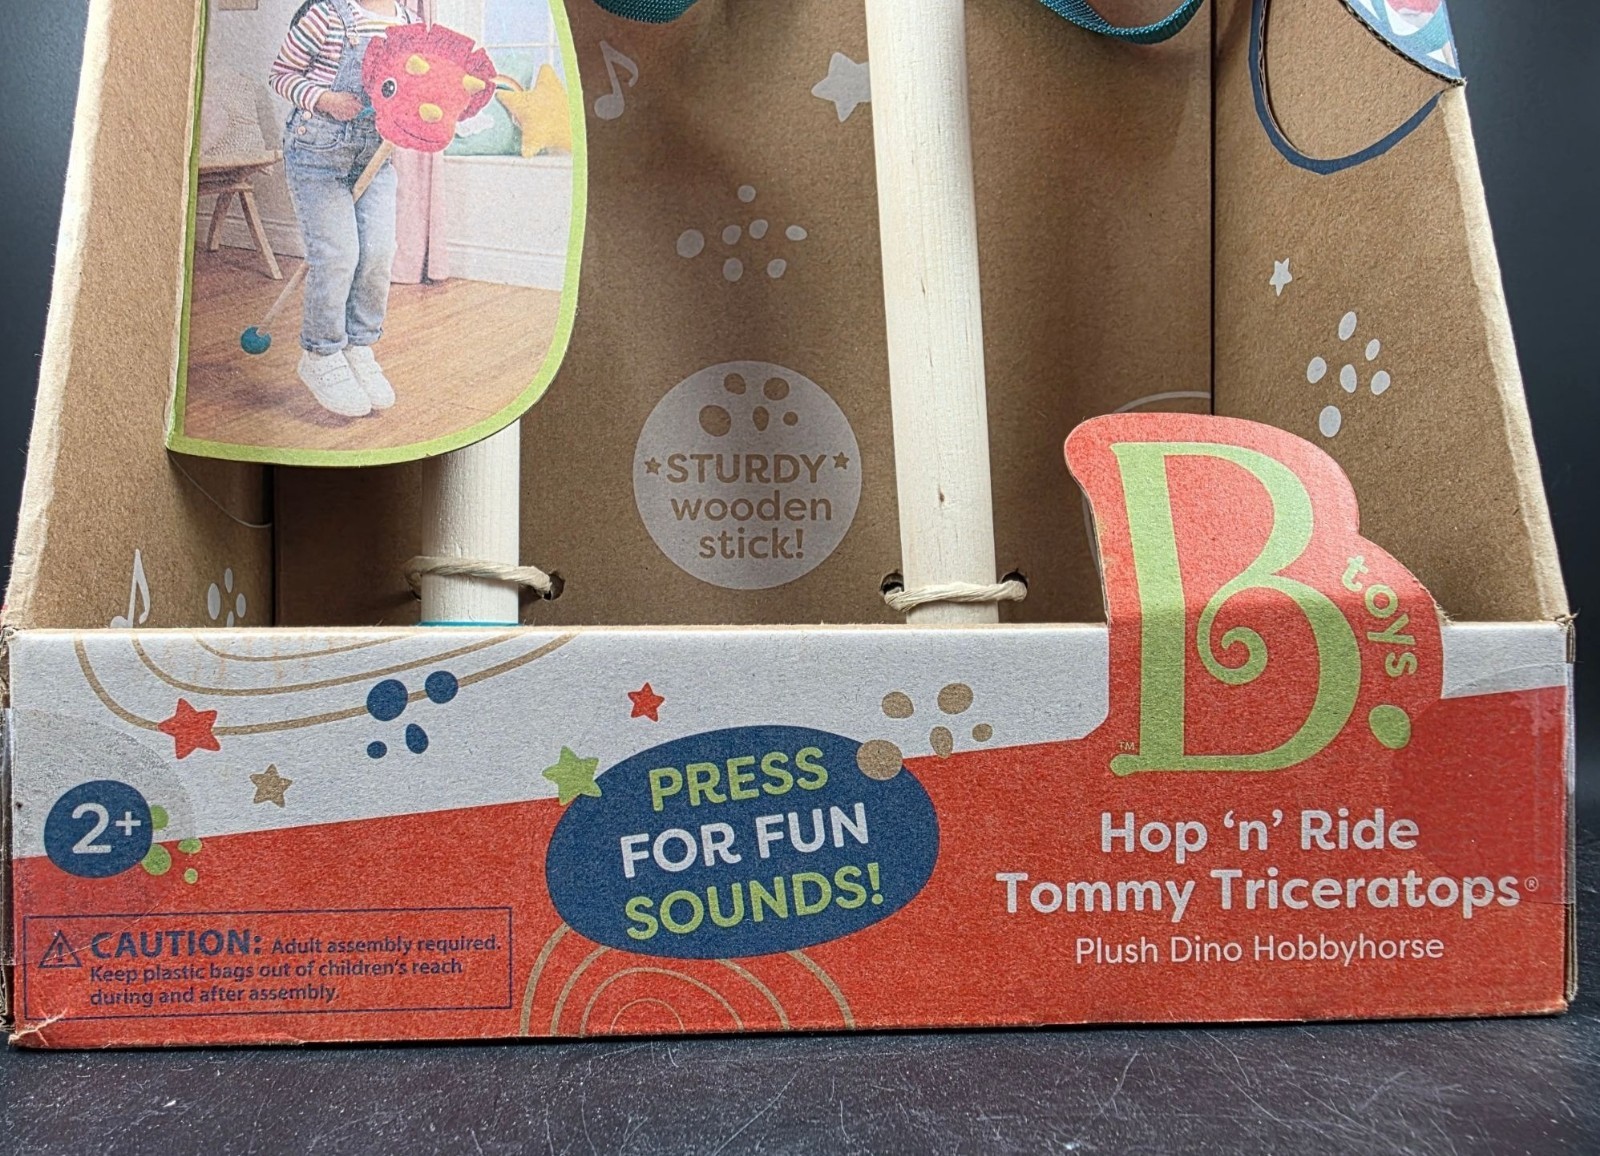 *STURDY*
wooden
stick!
B.
toys
TM
2+
PRESS
FOR FUN
SOUNDS!
Hop ‘n’ Ride
Tommy Triceratops®
Plush Dino Hobbyhorse
CAUTION: Adult assembly required.
Keep plastic bags out of children's reach
during and after assembly.